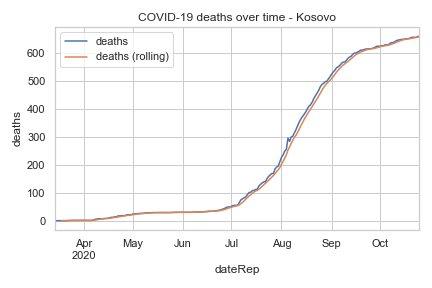 COVID-19 deaths over time - Kosovo
deaths
deaths (rolling)
600
500
400
300
200
100
0
deaths
Apr May Jun Jul Aug Sep Oct
2020
dateRep